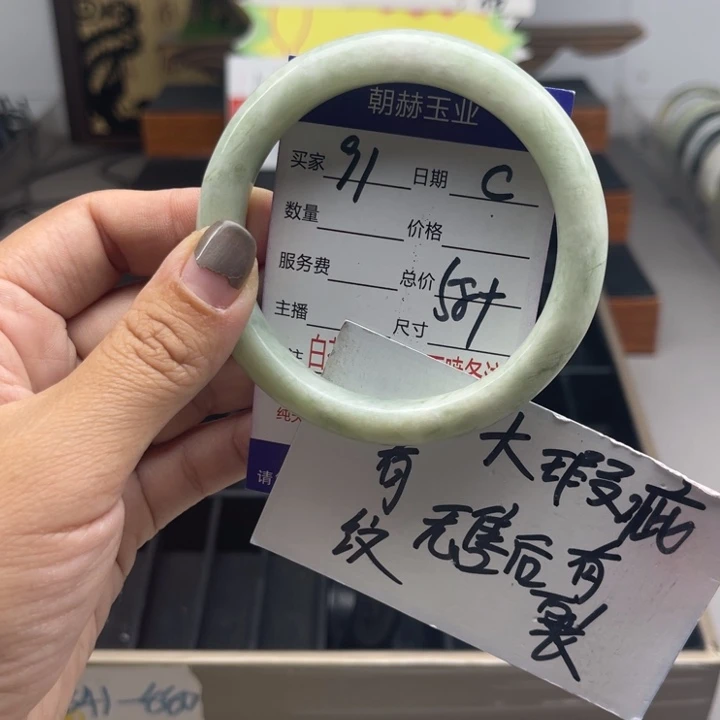 朝赫玉业
买家 91 日期 C
数量 价格
服务费 总价
主播 尺寸
大瑕疵
有 无售后有
纹 裂